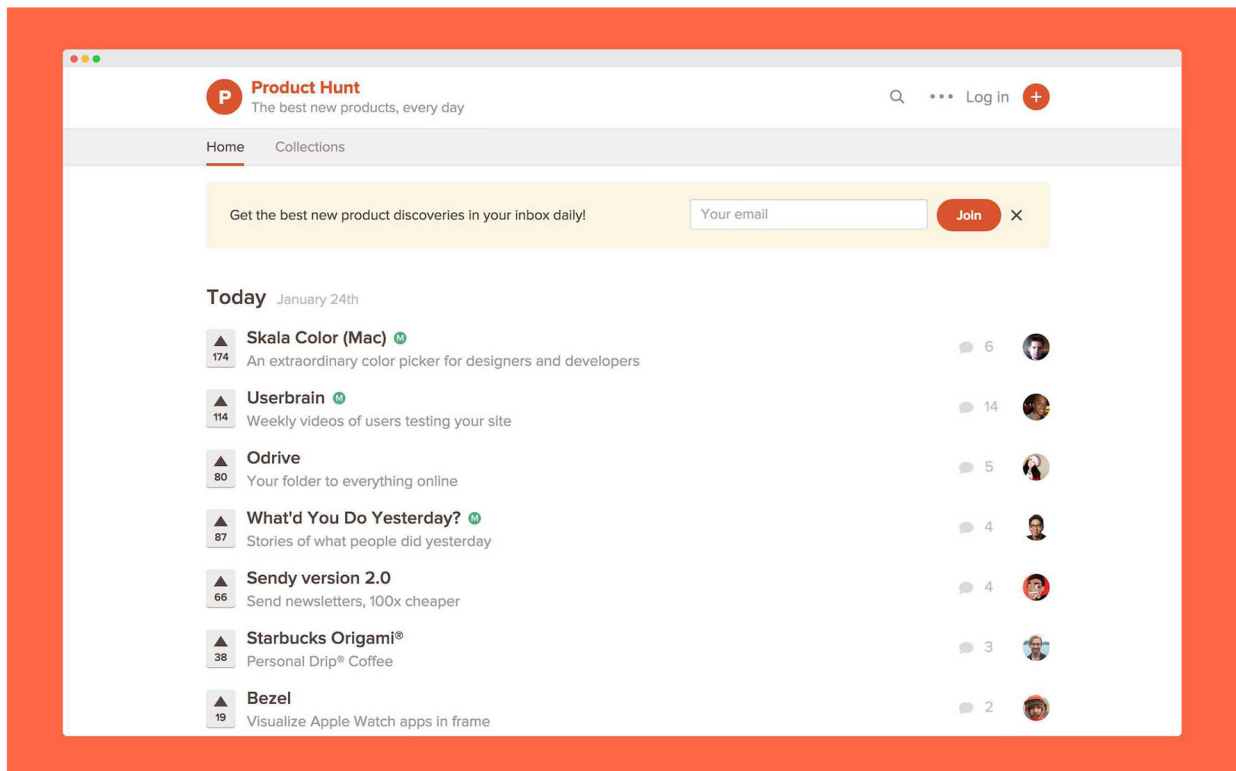 P
Product Hunt
The best new products, every day
••• Log in +
Home Collections
Get the best new product discoveries in your inbox daily! Your email Join ×
Today January 24th
Skala Color (Mac) M
174
An extraordinary color picker for designers and developers
6
Userbrain M
114
Weekly videos of users testing your site
14
Odrive
80
Your folder to everything online
5
What'd You Do Yesterday? M
87
Stories of what people did yesterday
4
Sendy version 2.0
66
Send newsletters, 100x cheaper
4
Starbucks Origami®
38
Personal Drip® Coffee
3
Bezel
19
Visualize Apple Watch apps in frame
2